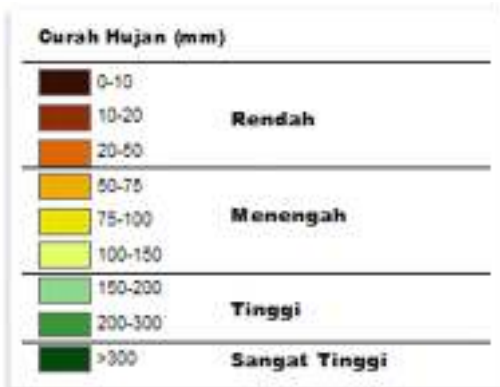 Curah Hujan (mm)
0-10
10-20
Rendah
20-50
50-75
75-100
Menengah
100-150
150-200
Tinggi
200-300
>300
Sangat Tinggi